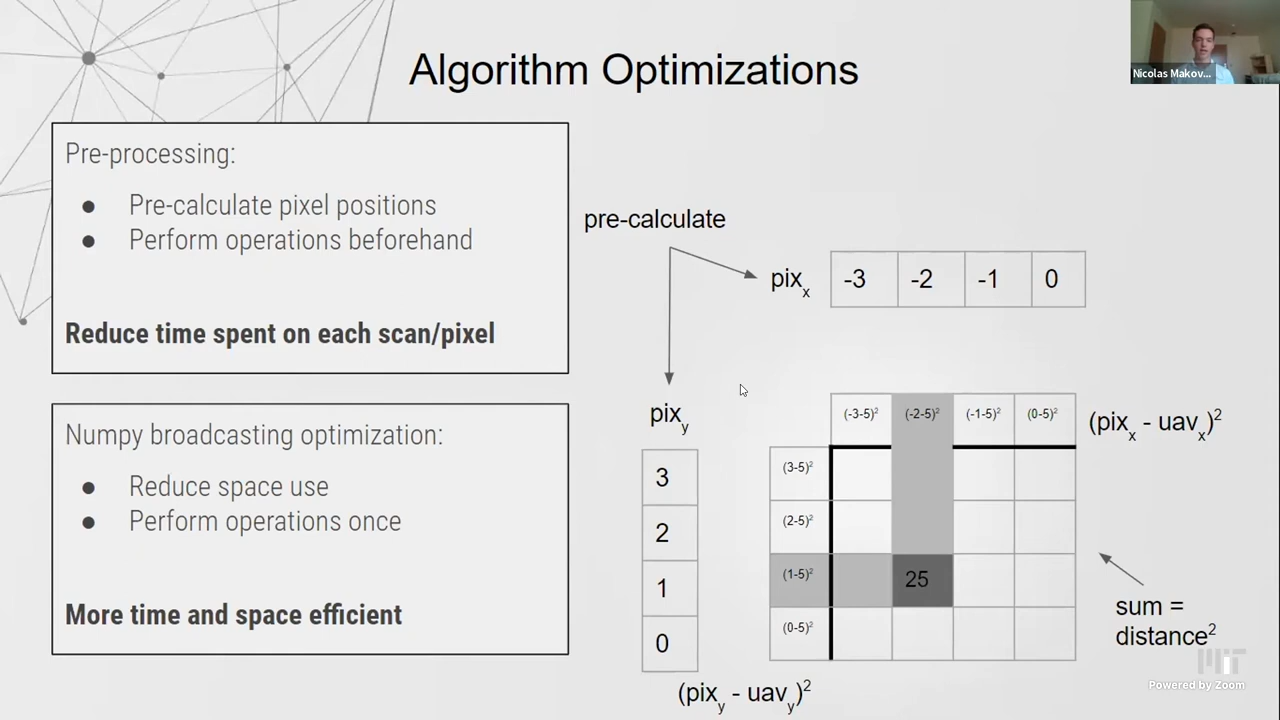 Algorithm Optimizations
Nicolas Makov...
Pre-processing:
● Pre-calculate pixel positions
● Perform operations beforehand
Reduce time spent on each scan/pixel
Numpy broadcasting optimization:
● Reduce space use
● Perform operations once
More time and space efficient
pre-calculate
pixₓ -3 -2 -1 0
pix_y
3
2
1
0
(pix_y - uav_y)²
(-3-5)² (-2-5)² (-1-5)² (0-5)² (pixₓ - uavₓ)²
(3-5)²
(2-5)²
(1-5)² 25
(0-5)²
sum =
distance²
MIT
Powered by Zoom